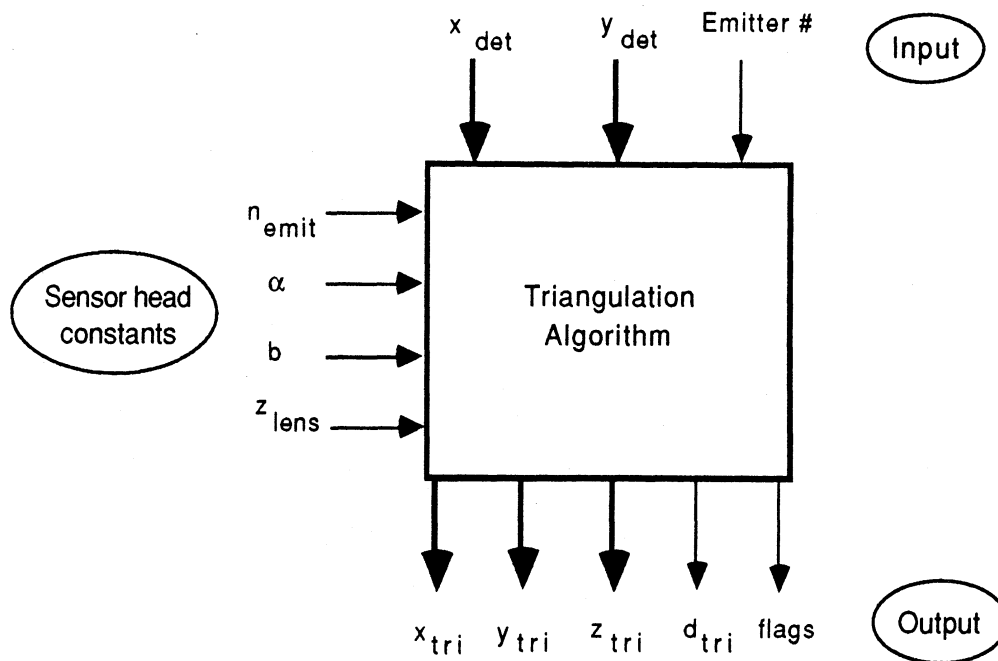 x det y det Emitter # Input
n emit
α
Sensor head
constants
b
z lens
Triangulation
Algorithm
x tri y tri z tri d tri flags Output